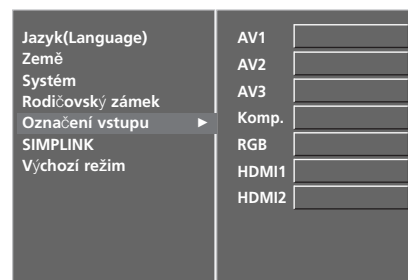 Jazyk(Language)
Země
Systém
Rodičovský zámek
Označení vstupu ►
SIMPLINK
Výchozí režim
AV1
AV2
AV3
Komp.
RGB
HDMI1
HDMI2